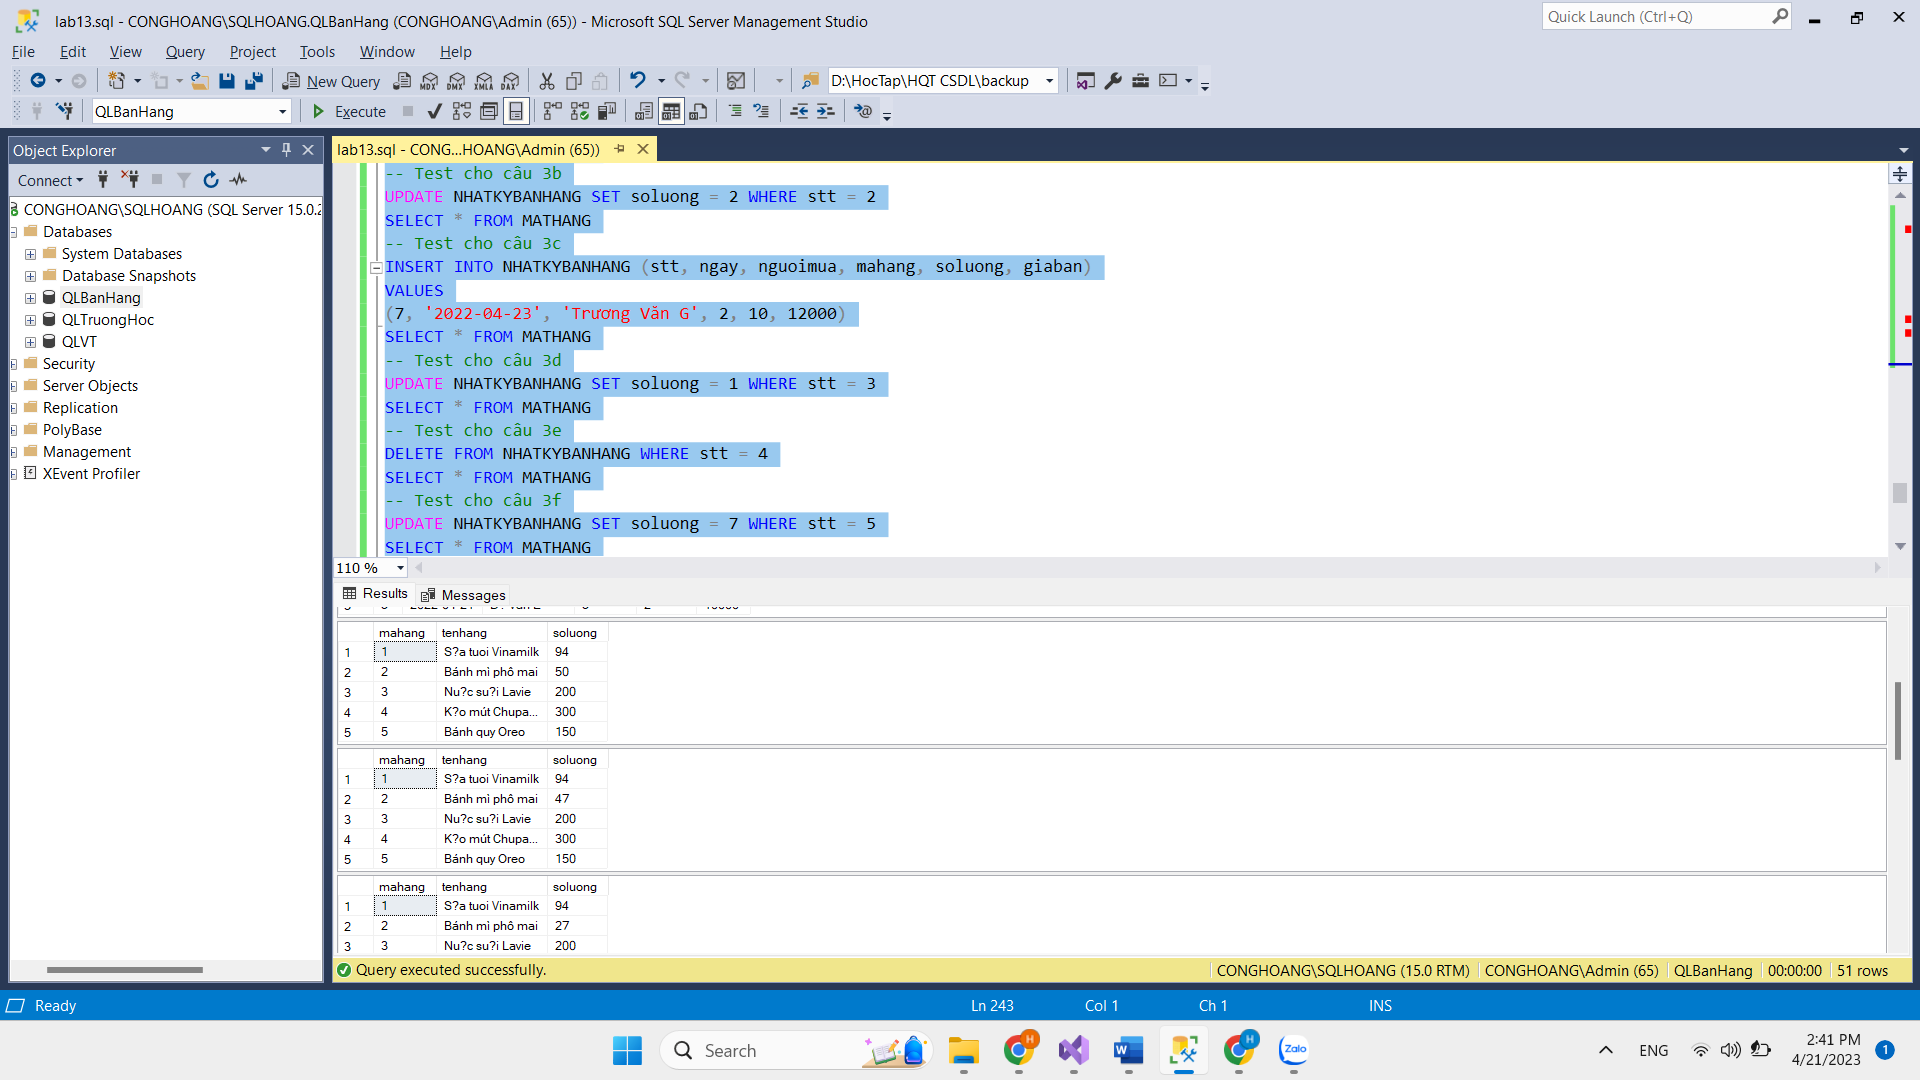 lab13.sql - CONGHOANG\SQLHOANG.QLBanHang (CONGHOANG\Admin (65)) - Microsoft SQL Server Management Studio
Quick Launch (Ctrl+Q)
File Edit View Query Project Tools Window Help
New Query MDX DMX XMLA DAX D:\HocTap\HQT CSDL\backup
QLBanHang Execute
Object Explorer
Connect
CONGHOANG\SQLHOANG (SQL Server 15.0.2
Databases
System Databases
Database Snapshots
QLBanHang
QLTruongHoc
QLVT
Security
Server Objects
Replication
PolyBase
Management
XEvent Profiler
lab13.sql - CONG...HOANG\Admin (65))
-- Test cho câu 3b
UPDATE NHATKYBANHANG SET soluong = 2 WHERE stt = 2
SELECT * FROM MATHANG
-- Test cho câu 3c
INSERT INTO NHATKYBANHANG (stt, ngay, nguoimua, mahang, soluong, giaban)
VALUES
(7, '2022-04-23', 'Trương Văn G', 2, 10, 12000)
SELECT * FROM MATHANG
-- Test cho câu 3d
UPDATE NHATKYBANHANG SET soluong = 1 WHERE stt = 3
SELECT * FROM MATHANG
-- Test cho câu 3e
DELETE FROM NHATKYBANHANG WHERE stt = 4
SELECT * FROM MATHANG
-- Test cho câu 3f
UPDATE NHATKYBANHANG SET soluong = 7 WHERE stt = 5
SELECT * FROM MATHANG
110 %
Results Messages
mahang tenhang soluong
1 1 S?a tuoi Vinamilk 94
2 2 Bánh mì phô mai 50
3 3 Nu?c su?i Lavie 200
4 4 K?o mút Chupa... 300
5 5 Bánh quy Oreo 150
mahang tenhang soluong
1 1 S?a tuoi Vinamilk 94
2 2 Bánh mì phô mai 47
3 3 Nu?c su?i Lavie 200
4 4 K?o mút Chupa... 300
5 5 Bánh quy Oreo 150
mahang tenhang soluong
1 1 S?a tuoi Vinamilk 94
2 2 Bánh mì phô mai 27
3 3 Nu?c su?i Lavie 200
Query executed successfully. CONGHOANG\SQLHOANG (15.0 RTM) CONGHOANG\Admin (65) QLBanHang 00:00:00 51 rows
Ready Ln 243 Col 1 Ch 1 INS
Search H H Zalo ENG 2:41 PM
4/21/2023 1